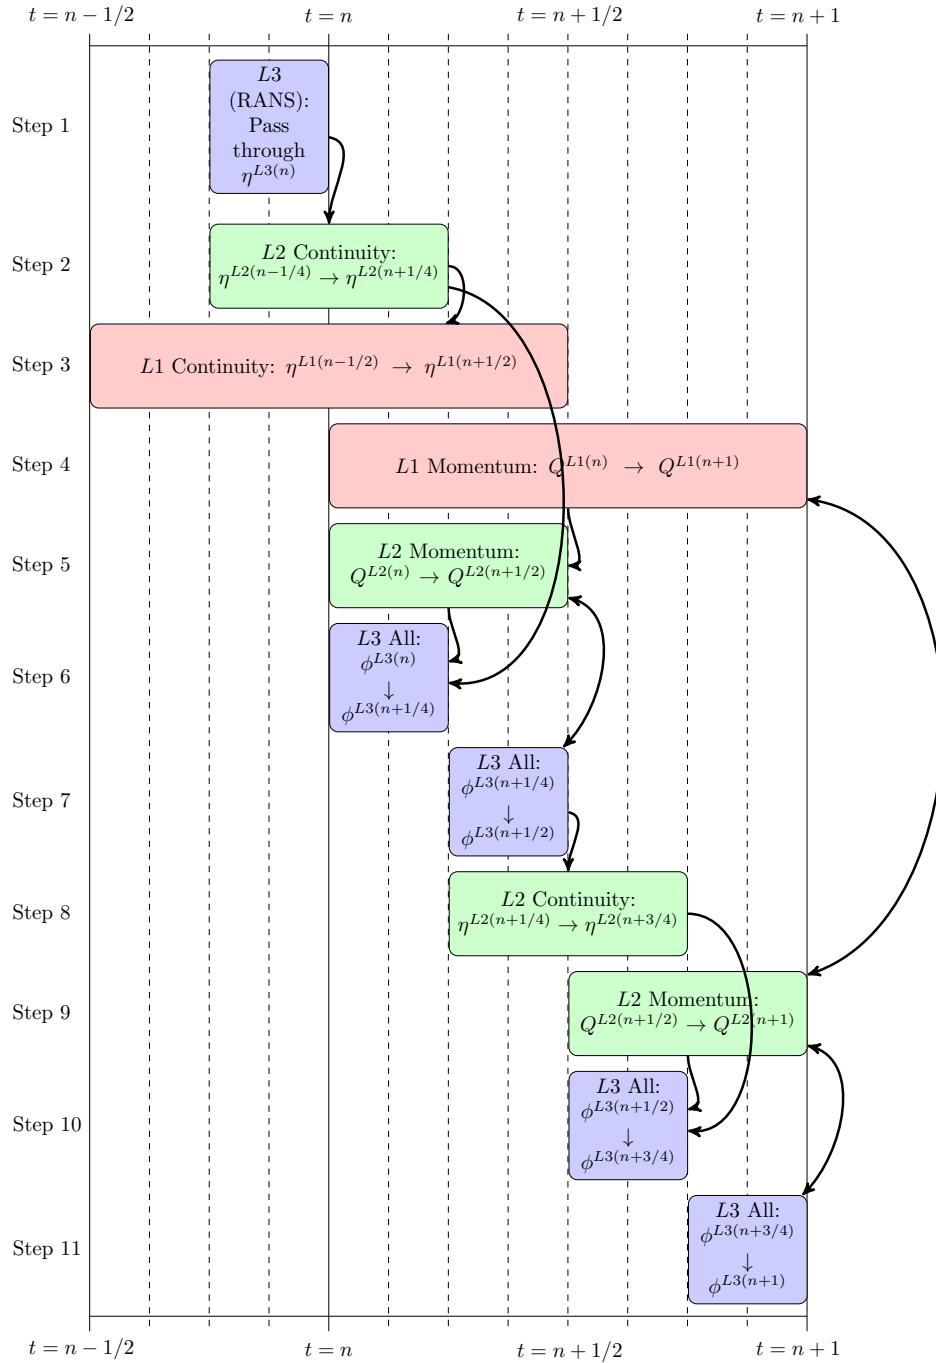 t = n − 1/2 t = n t = n + 1/2 t = n + 1
Step 1
L3
(RANS):
Pass
through
η^{L3(n)}
Step 2
L2 Continuity:
η^{L2(n−1/4)} → η^{L2(n+1/4)}
Step 3
L1 Continuity: η^{L1(n−1/2)} → η^{L1(n+1/2)}
Step 4
L1 Momentum: Q^{L1(n)} → Q^{L1(n+1)}
Step 5
L2 Momentum:
Q^{L2(n)} → Q^{L2(n+1/2)}
Step 6
L3 All:
ϕ^{L3(n)}
↓
ϕ^{L3(n+1/4)}
Step 7
L3 All:
ϕ^{L3(n+1/4)}
↓
ϕ^{L3(n+1/2)}
Step 8
L2 Continuity:
η^{L2(n+1/4)} → η^{L2(n+3/4)}
Step 9
L2 Momentum:
Q^{L2(n+1/2)} → Q^{L2(n+1)}
Step 10
L3 All:
ϕ^{L3(n+1/2)}
↓
ϕ^{L3(n+3/4)}
Step 11
L3 All:
ϕ^{L3(n+3/4)}
↓
ϕ^{L3(n+1)}
t = n − 1/2 t = n t = n + 1/2 t = n + 1